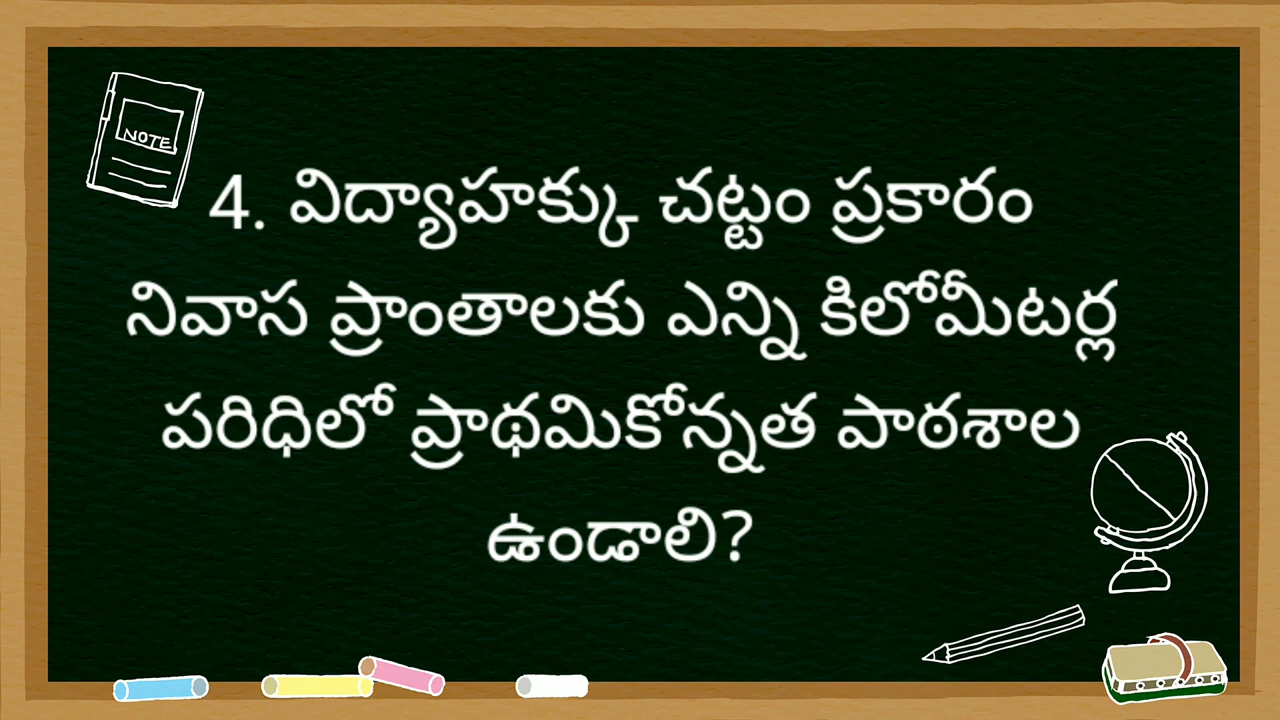 NOTE
4. విద్యాహక్కు చట్టం ప్రకారం
నివాస ప్రాంతాలకు ఎన్ని కిలోమీటర్ల
పరిధిలో ప్రాథమికోన్నత పాఠశాల
ఉండాలి?